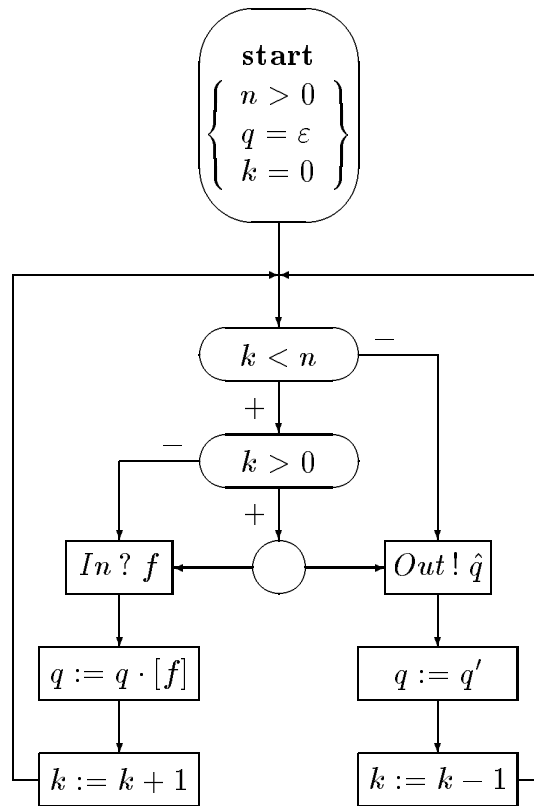 start
n > 0
q = ε
k = 0
k < n
−
+
k > 0
−
+
In ? f
Out ! q̂
q := q · [f]
q := q′
k := k + 1
k := k − 1